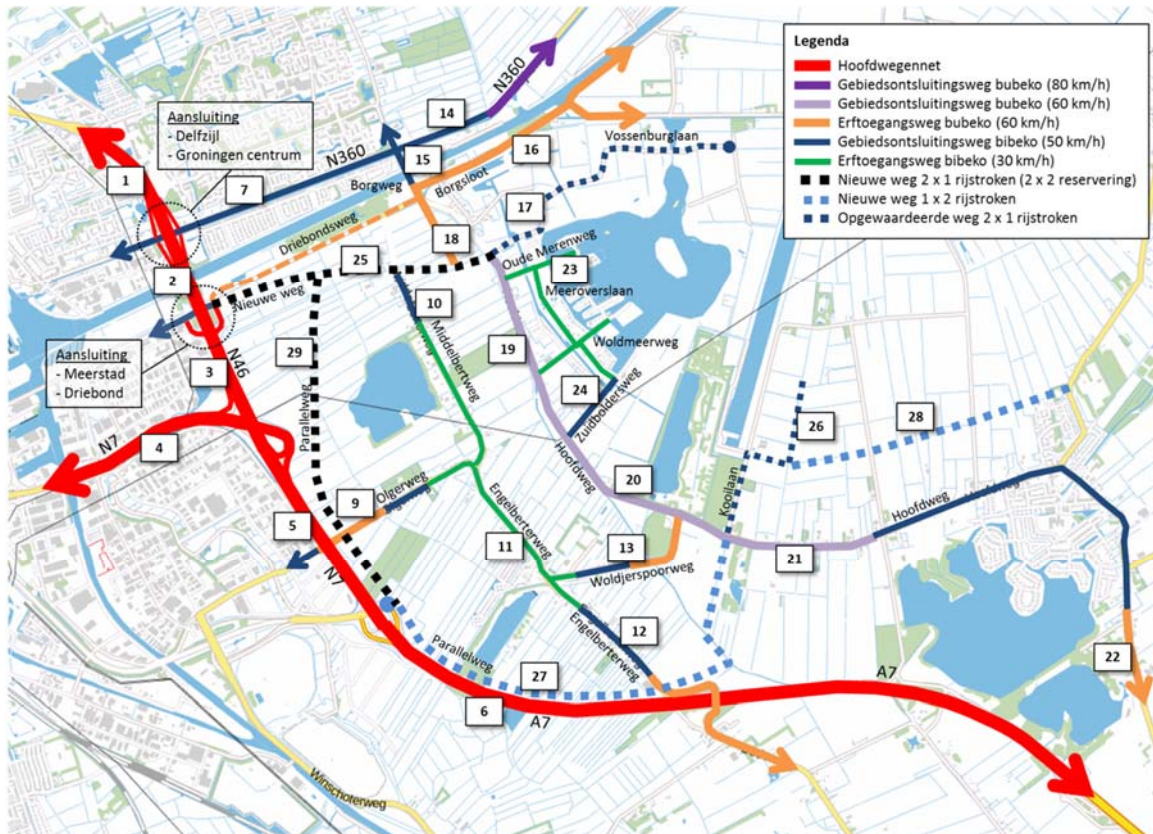 Legenda
Hoofdwegennet
Gebiedsontsluitingsweg bubeko (80 km/h)
Gebiedsontsluitingsweg bubeko (60 km/h)
Erftoegangsweg bubeko (60 km/h)
Gebiedsontsluitingsweg bibeko (50 km/h)
Erftoegangsweg bibeko (30 km/h)
Nieuwe weg 2 x 1 rijstroken (2 x 2 reservering)
Nieuwe weg 1 x 2 rijstroken
Opgewaardeerde weg 2 x 1 rijstroken
Aansluiting
- Delfzijl
- Groningen centrum
N360
14
N360
15
16
Vossenburglaan
1
7
Borgweg
Borgsloot
17
Driebondsweg
18
25
Oude Merenweg
23
2
Nieuwe weg
10
Meeroverslaan
Aansluiting
- Meerstad
- Driebond
N46
3
29
Middelbertweg
19
Woldmeerweg
24
Zuidboldersweg
Parallelweg
N7
4
26
28
Hoofdweg
20
Kooilaan
Hoofdweg
9
Olgerweg
5
Engelberterweg
11
13
Woldjerspoorweg
21
N7
12
Engelberterweg
Parallelweg
27
22
6
A7
A7
Winschoterweg